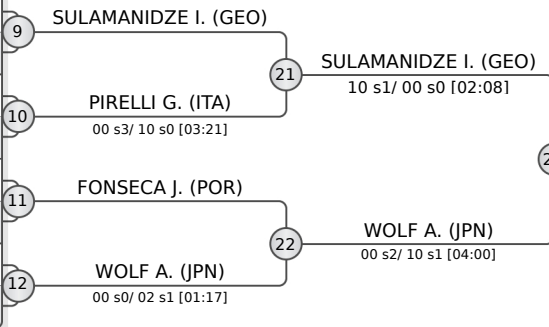 SULAMANIDZE I. (GEO)
9
21
SULAMANIDZE I. (GEO)
10 s1/ 00 s0 [02:08]
PIRELLI G. (ITA)
10
00 s3/ 10 s0 [03:21]
FONSECA J. (POR)
11
22
WOLF A. (JPN)
00 s2/ 10 s1 [04:00]
WOLF A. (JPN)
12
00 s0/ 02 s1 [01:17]